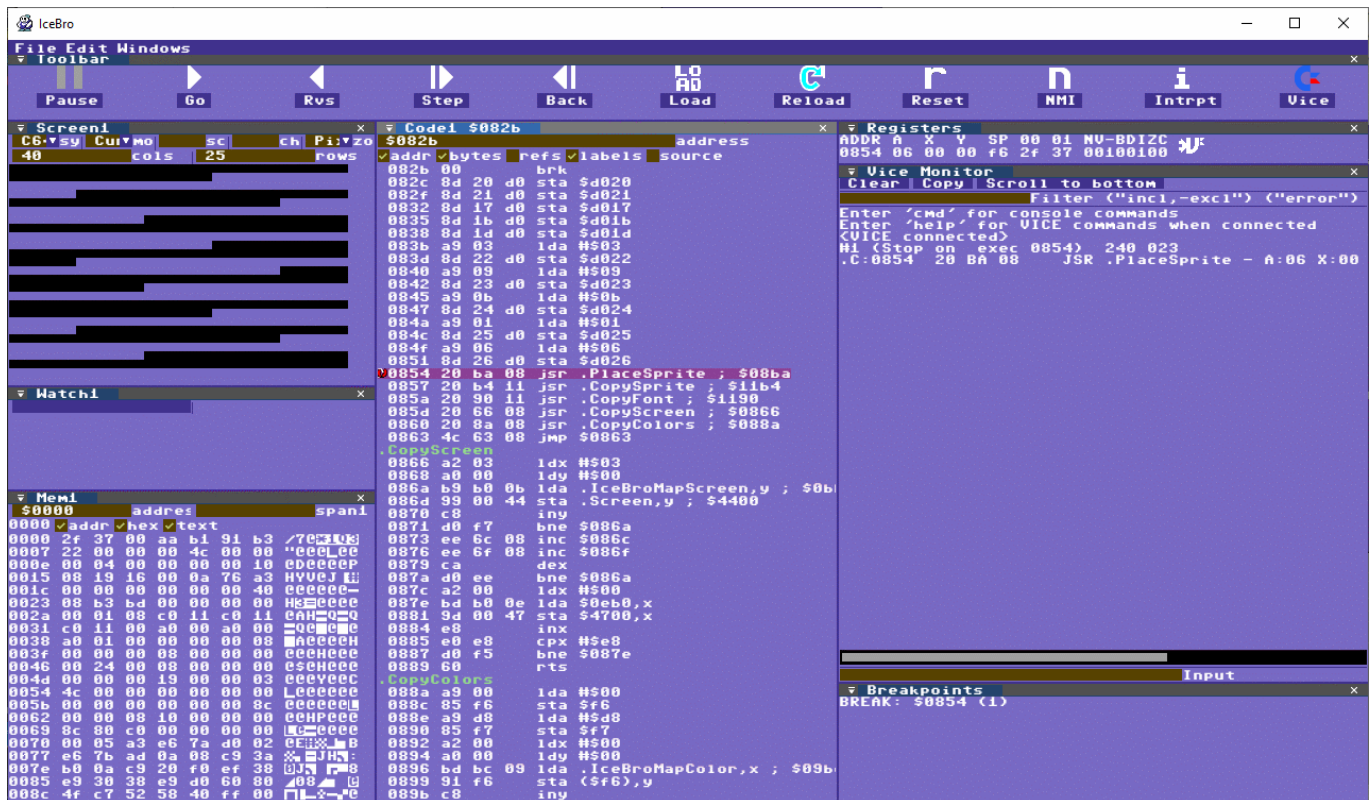 IceBro
File Edit Windows
Toolbar
Pause Go Rvs Step Back Load Reload Reset NMI Intrpt Vice
Screen1
40 cols 25 rows
Watch1
Mem1
$0000 addres span1
0000 addr hex text
0000 2f 37 00 aa b1 91 b3
0007 22 00 00 00 4c 00 00
000e 00 04 00 00 00 00 10
0015 08 19 16 00 0a 76 a3
001c 00 00 00 00 00 00 40
0023 08 b3 bd 00 00 00 00
002a 00 01 08 c0 11 c0 11
0031 c0 11 00 a0 00 a0 00
0038 a0 01 00 00 00 00 08
003f 00 00 00 08 00 00 00
0046 00 24 00 08 00 00 00
004d 00 00 00 19 00 00 03
0054 4c 00 00 00 00 00 00
005b 00 00 00 00 00 00 8c
0062 00 00 08 10 00 00 00
0069 8c 80 c0 00 00 00 00
0070 00 05 a3 e6 7a d0 02
0077 e6 7b ad 0a 08 c9 3a
007e b0 0a c9 20 f0 ef 38
0085 e9 30 38 e9 d0 60 80
008c 4f c7 52 58 40 ff 00
Code1 $082b
$082b address
addr bytes refs labels source
082b 00 brk
082c 8d 20 d0 sta $d020
082f 8d 21 d0 sta $d021
0832 8d 17 d0 sta $d017
0835 8d 1b d0 sta $d01b
0838 8d 1d d0 sta $d01d
083b a9 03 lda #$03
083d 8d 22 d0 sta $d022
0840 a9 09 lda #$09
0842 8d 23 d0 sta $d023
0845 a9 0b lda #$0b
0847 8d 24 d0 sta $d024
084a a9 01 lda #$01
084c 8d 25 d0 sta $d025
084f a9 06 lda #$06
0851 8d 26 d0 sta $d026
0854 20 ba 08 jsr .PlaceSprite ; $08ba
0857 20 b4 11 jsr .CopySprite ; $11b4
085a 20 90 11 jsr .CopyFont ; $1190
085d 20 66 08 jsr .CopyScreen ; $0866
0860 20 8a 08 jsr .CopyColors ; $088a
0863 4c 63 08 jmp $0863
.CopyScreen
0866 a2 03 ldx #$03
0868 a0 00 ldy #$00
086a b9 b0 0b lda .IceBroMapScreen,y ; $0b
086d 99 00 44 sta .Screen,y ; $4400
0870 c8 iny
0871 d0 f7 bne $086a
0873 ee 6c 08 inc $086c
0876 ee 6f 08 inc $086f
0879 ca dex
087a d0 ee bne $086a
087c a2 00 ldx #$00
087e bd b0 0e lda $0eb0,x
0881 9d 00 47 sta $4700,x
0884 e8 inx
0885 e0 e8 cpx #$e8
0887 d0 f5 bne $087e
0889 60 rts
.CopyColors
088a a9 00 lda #$00
088c 85 f6 sta $f6
088e a9 d8 lda #$d8
0890 85 f7 sta $f7
0892 a2 00 ldx #$00
0894 a0 00 ldy #$00
0896 bd bc 09 lda .IceBroMapColor,x ; $09b
0899 91 f6 sta ($f6),y
089b c8 iny
Registers
ADDR A X Y SP 00 01 NV-BDIZC
0854 06 00 00 f6 2f 37 00100100
Vice Monitor
Clear Copy Scroll to bottom
Filter ("incl,-excl") ("error")
Enter 'cmd' for console commands
Enter 'help' for VICE commands when connected
<VICE connected>
#1 (Stop on exec 0854) 240 023
.C:0854 20 BA 08 JSR .PlaceSprite - A:06 X:00
Input
Breakpoints
BREAK: $0854 (1)